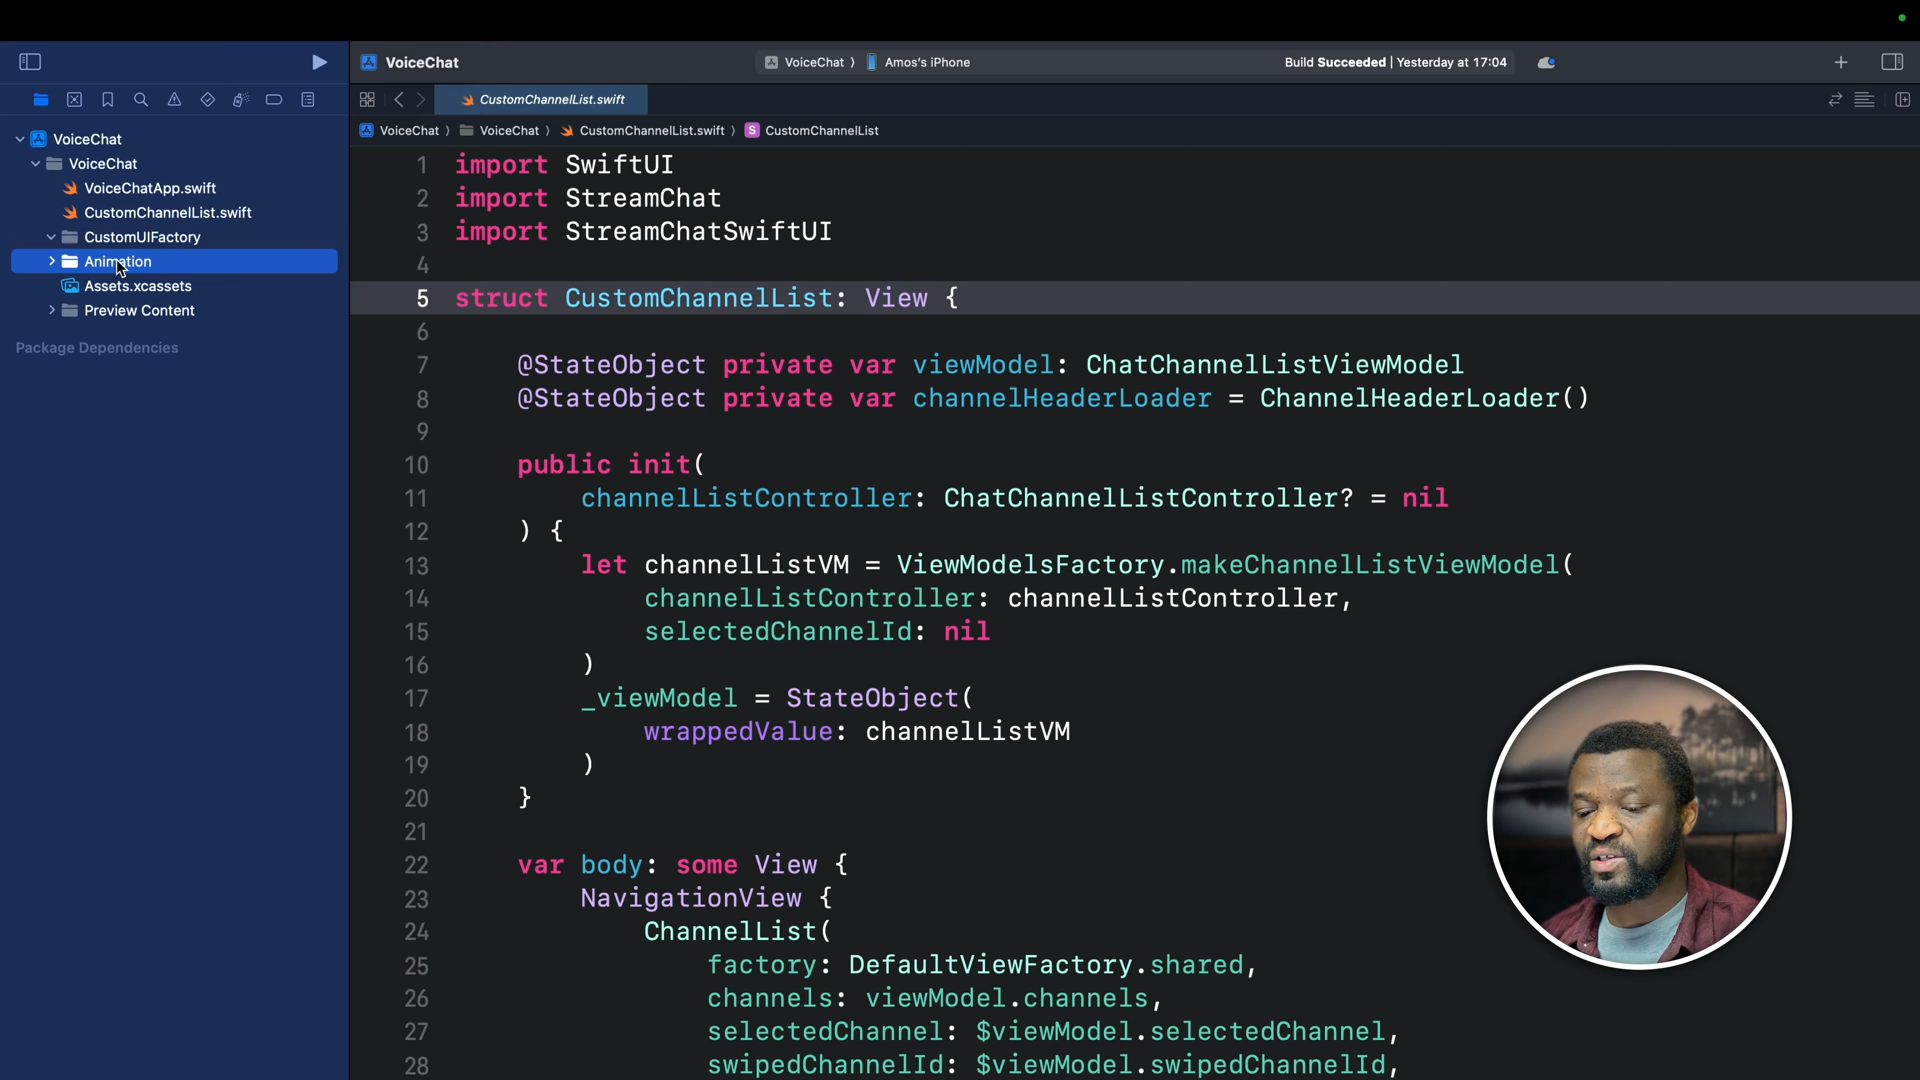 VoiceChat
VoiceChat 〉 Amos's iPhone
Build Succeeded | Yesterday at 17:04
CustomChannelList.swift
VoiceChat 〉 VoiceChat 〉 CustomChannelList.swift 〉 S CustomChannelList
VoiceChat
VoiceChat
VoiceChatApp.swift
CustomChannelList.swift
CustomUIFactory
Animation
Assets.xcassets
Preview Content
Package Dependencies
1 import SwiftUI
2 import StreamChat
3 import StreamChatSwiftUI
4
5 struct CustomChannelList: View {
6
7 @StateObject private var viewModel: ChatChannelListViewModel
8 @StateObject private var channelHeaderLoader = ChannelHeaderLoader()
9
10 public init(
11 channelListController: ChatChannelListController? = nil
12 ) {
13 let channelListVM = ViewModelsFactory.makeChannelListViewModel(
14 channelListController: channelListController,
15 selectedChannelId: nil
16 )
17 _viewModel = StateObject(
18 wrappedValue: channelListVM
19 )
20 }
21
22 var body: some View {
23 NavigationView {
24 ChannelList(
25 factory: DefaultViewFactory.shared,
26 channels: viewModel.channels,
27 selectedChannel: $viewModel.selectedChannel,
28 swipedChannelId: $viewModel.swipedChannelId,